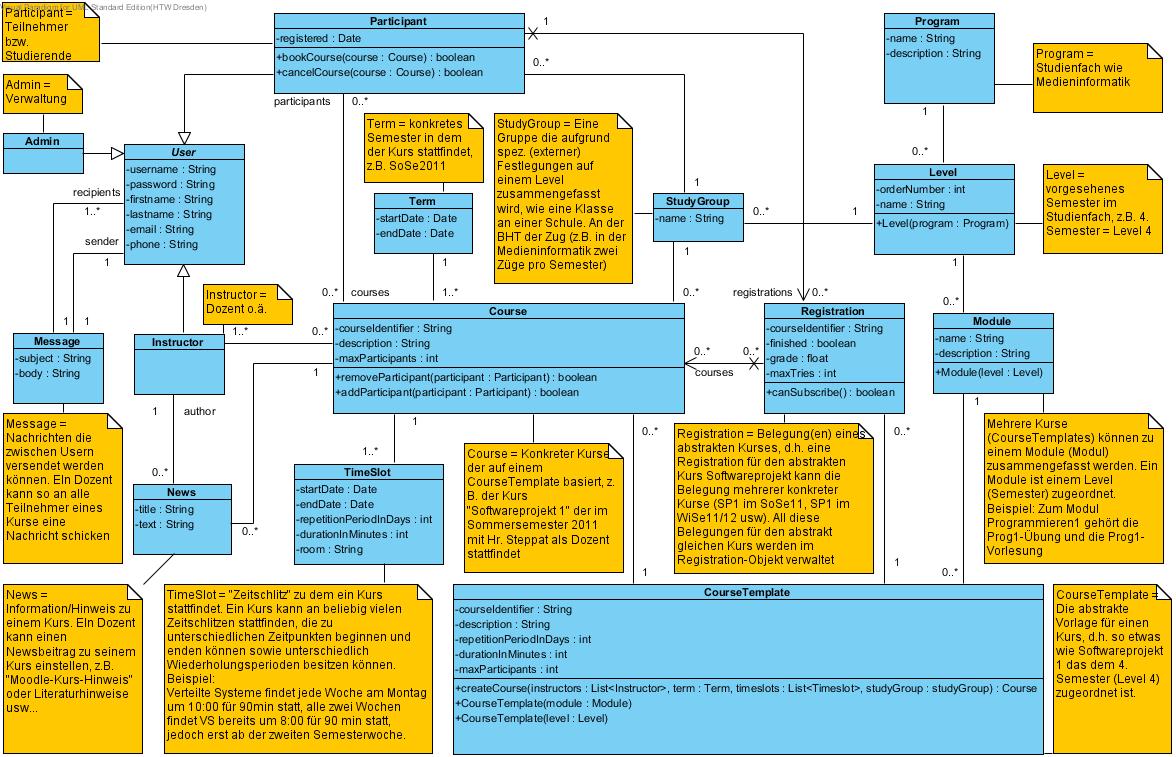 Visual Paradigm for UML Standard Edition(HTW Dresden)
Participant =
Teilnehmer
bzw.
Studierende
Admin =
Verwaltung
Admin
Participant
-registered : Date
+bookCourse(course : Course) : boolean
+cancelCourse(course : Course) : boolean
participants
0..*
1
0..*
Program
-name : String
-description : String
1
0..*
Program =
Studienfach wie
Medieninformatik
User
-username : String
-password : String
-firstname : String
-lastname : String
-email : String
-phone : String
recipients
1..*
sender
1
Term = konkretes
Semester in dem
der Kurs stattfindet,
z.B. SoSe2011
Term
-startDate : Date
-endDate : Date
1
1..*
StudyGroup = Eine
Gruppe die aufgrund
spez. (externer)
Festlegungen auf
einem Level
zusammengefasst
wird, wie eine Klasse
an einer Schule. An der
BHT der Zug (z.B. in der
Medieninformatik zwei
Züge pro Semester)
1
StudyGroup
-name : String
0..*
1
1
0..*
Level
-orderNumber : int
-name : String
+Level(program : Program)
1
0..*
Level =
vorgesehenes
Semester im
Studienfach, z.B. 4.
Semester = Level 4
Instructor =
Dozent o.ä.
1
1
Message
-subject : String
-body : String
Instructor
1..*
0..*
1
author
1
0..*
0..*
courses
Course
-courseIdentifier : String
-description : String
-maxParticipants : int
+removeParticipant(participant : Participant) : boolean
+addParticipant(participant : Participant) : boolean
0..*
courses
0..*
registrations
0..*
Registration
-courseIdentifier : String
-finished : boolean
-grade : float
-maxTries : int
+canSubscribe() : boolean
Module
-name : String
-description : String
+Module(level : Level)
1
0..*
Message =
Nachrichten die
zwischen Usern
versendet werden
können. EIn Dozent
kann so an alle
Teilnehmer eines
Kurse eine
Nachricht schicken
News
-title : String
-text : String
0..*
1
1..*
TimeSlot
-startDate : Date
-endDate : Date
-repetitionPeriodInDays : int
-durationInMinutes : int
-room : String
Course = Konkreter Kurse
der auf einem
CourseTemplate basiert, z.
B. der Kurs
"Softwareprojekt 1" der im
Sommersemester 2011
mit Hr. Steppat als Dozent
stattfindet
0..*
1
Registration = Belegung(en) eines
abstrakten Kurses, d.h. eine
Registration für den abstrakten
Kurs Softwareprojekt kann die
Belegung mehrerer konkreter
Kurse (SP1 im SoSe11, SP1 im
WiSe11/12 usw). All diese
Belegungen für den abstrakt
gleichen Kurs werden im
Registration-Objekt verwaltet
0..*
1
Mehrere Kurse
(CourseTemplates) können zu
einem Module (Modul)
zusammengefasst werden. Ein
Module ist einem Level
(Semester) zugeordnet.
Beispiel: Zum Modul
Programmieren1 gehört die
Prog1-Übung und die Prog1-
Vorlesung
News =
Information/Hinweis zu
einem Kurs. EIn Dozent
kann einen
Newsbeitrag zu seinem
Kurs einstellen, z.B.
"Moodle-Kurs-Hinweis"
oder Literaturhinweise
usw...
TimeSlot = "Zeitschlitz" zu dem ein Kurs
stattfindet. Ein Kurs kann an beliebig vielen
Zeitschlitzen stattfinden, die zu
unterschiedlichen Zeitpunkten beginnen und
enden können sowie unterschiedlich
Wiederholungsperioden besitzen können.
Beispiel:
Verteilte Systeme findet jede Woche am Montag
um 10:00 für 90min statt, alle zwei Wochen
findet VS bereits um 8:00 für 90 min statt,
jedoch erst ab der zweiten Semesterwoche.
CourseTemplate
-courseIdentifier : String
-description : String
-repetitionPeriodInDays : int
-durationInMinutes : int
-maxParticipants : int
+createCourse(instructors : List<Instructor>, term : Term, timeslots : List<Timeslot>, studyGroup : studyGroup) : Course
+CourseTemplate(module : Module)
+CourseTemplate(level : Level)
CourseTemplate =
Die abstrakte
Vorlage für einen
Kurs, d.h. so etwas
wie Softwareprojekt
1 das dem 4.
Semester (Level 4)
zugeordnet ist.